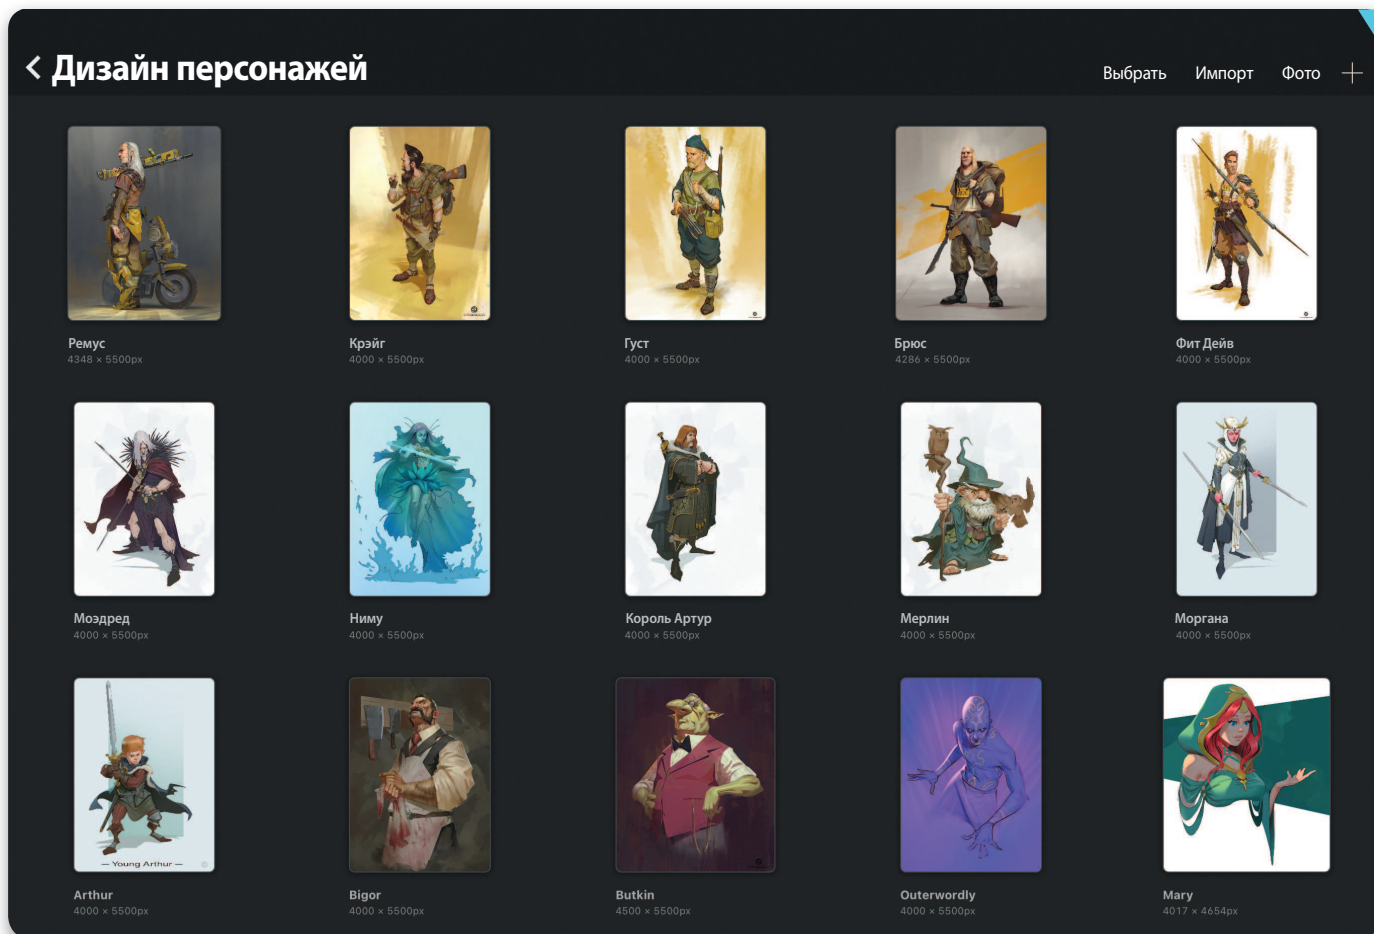 Дизайн персонажей
Выбрать Импорт Фото
Ремус Крэйг Густ Брюс Фит Дейв
4348 × 5500px 4000 × 5500px 4000 × 5500px 4286 × 5500px 4000 × 5500px
Моэдред Ниму Король Артур Мерлин Моргана
4000 × 5500px 4000 × 5500px 4000 × 5500px 4000 × 5500px 4000 × 5500px
— Young Arthur —
Arthur Bigor Butkin Outerwordly Mary
4000 × 5500px 4000 × 5500px 4500 × 5500px 4000 × 5500px 4017 × 4654px